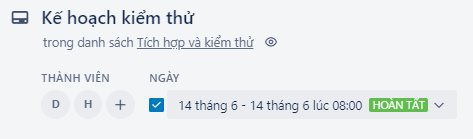 Kế hoạch kiểm thử
trong danh sách Tích hợp và kiểm thử
THÀNH VIÊN NGÀY
D H + 14 tháng 6 - 14 tháng 6 lúc 08:00 HOÀN TẤT